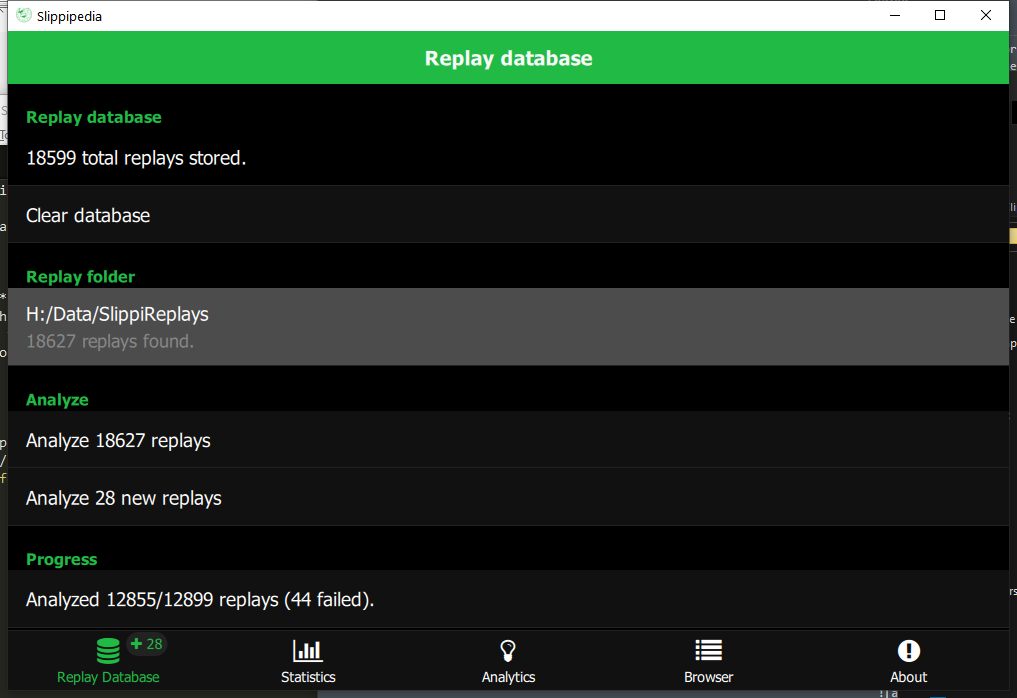 Slippipedia
Replay database
Replay database
18599 total replays stored.
Clear database
Replay folder
H:/Data/SlippiReplays
18627 replays found.
Analyze
Analyze 18627 replays
Analyze 28 new replays
Progress
Analyzed 12855/12899 replays (44 failed).
+ 28
Replay Database
Statistics
Analytics
Browser
About